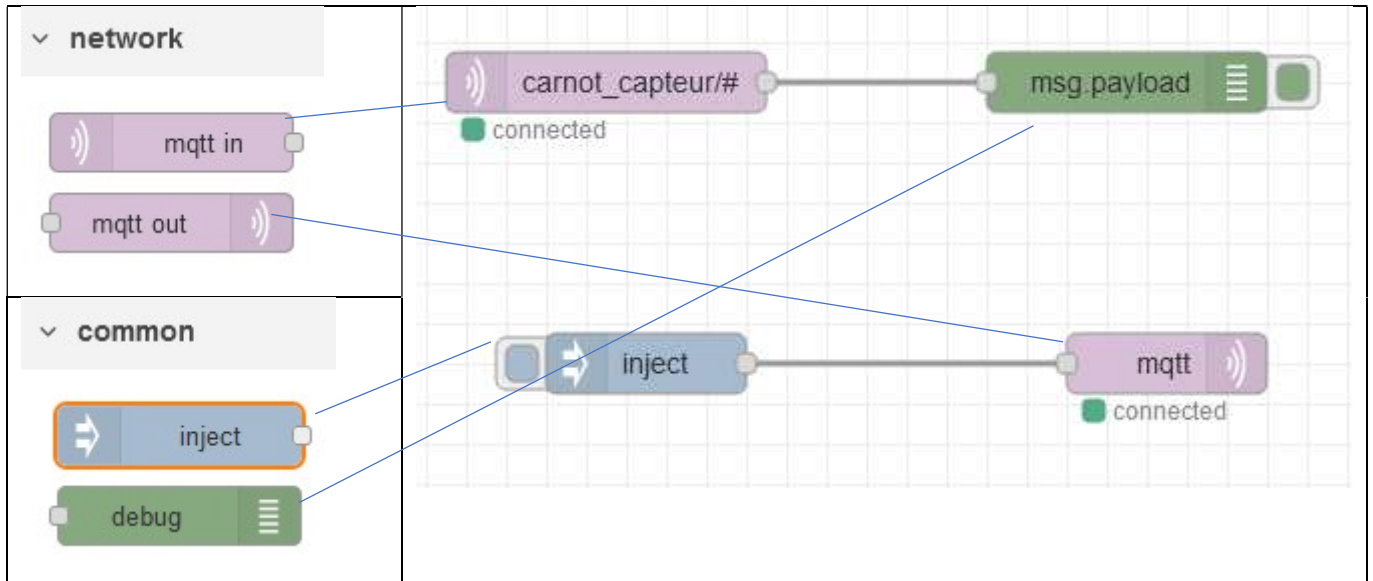 network
mqtt in
mqtt out
common
inject
debug
carnot_capteur/#
msg.payload
connected
inject
mqtt
connected